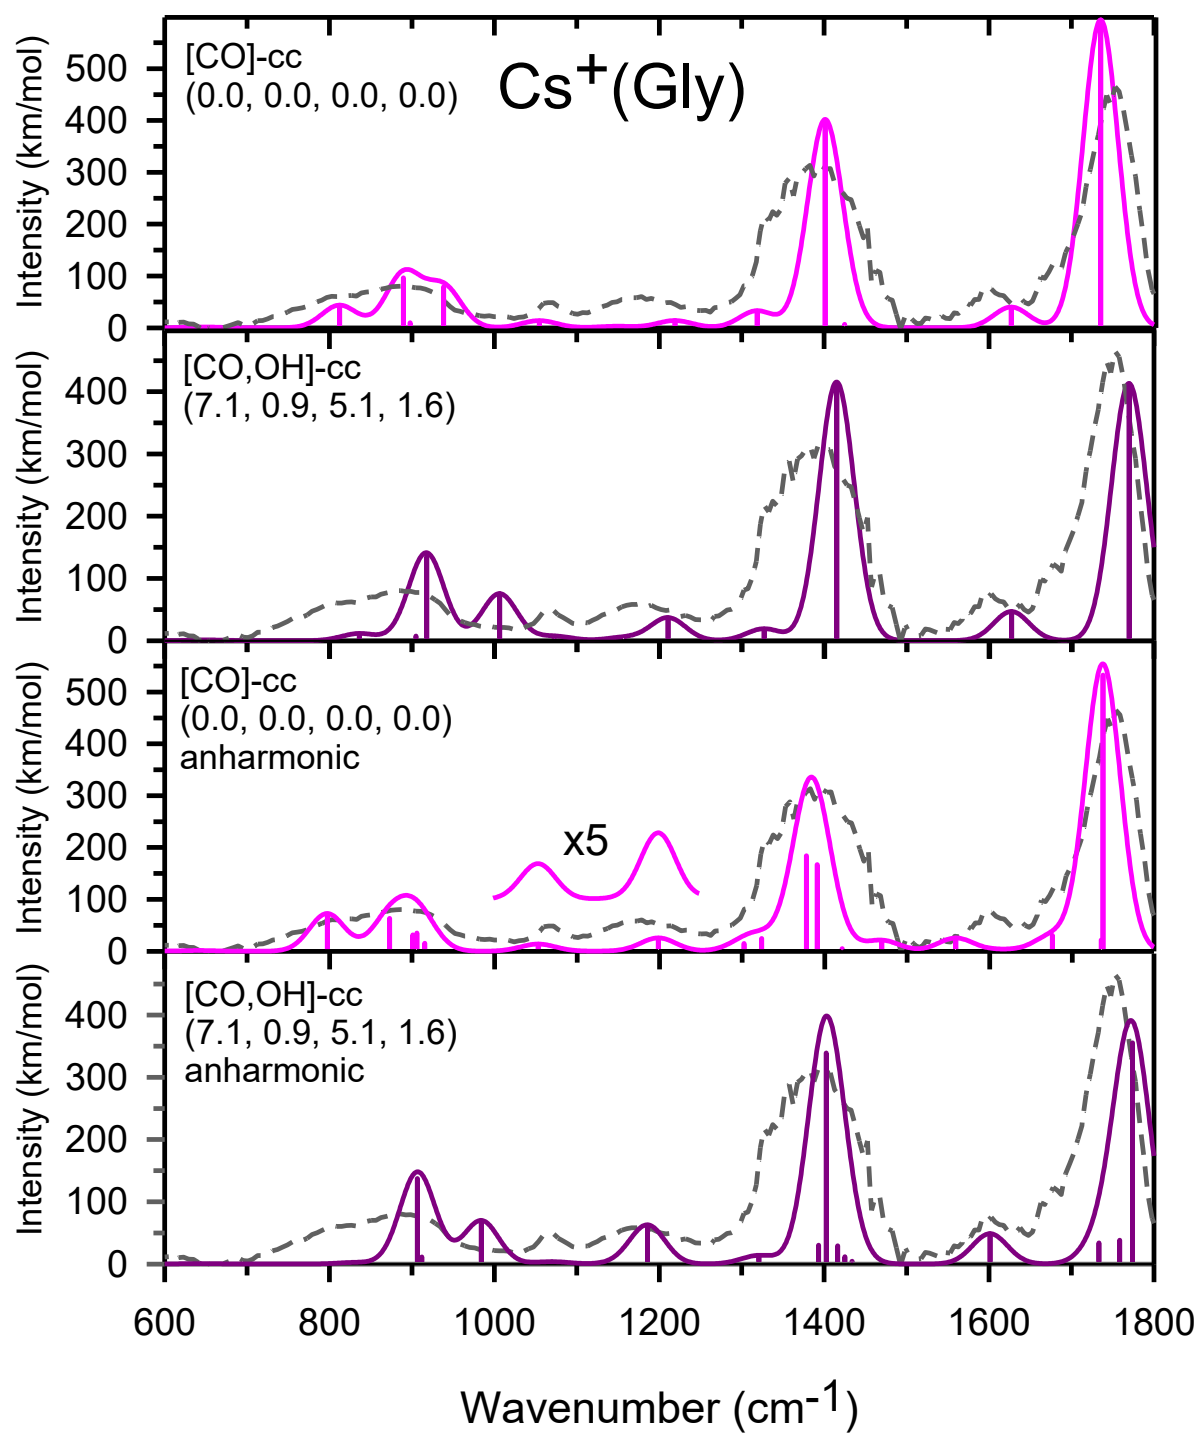 [CO]-cc
(0.0, 0.0, 0.0, 0.0)
Cs+(Gly)
Intensity (km/mol)
500
400
300
200
100
0
[CO,OH]-cc
(7.1, 0.9, 5.1, 1.6)
Intensity (km/mol)
400
300
200
100
0
[CO]-cc
(0.0, 0.0, 0.0, 0.0)
anharmonic
x5
Intensity (km/mol)
500
400
300
200
100
0
[CO,OH]-cc
(7.1, 0.9, 5.1, 1.6)
anharmonic
Intensity (km/mol)
400
300
200
100
0
600 800 1000 1200 1400 1600 1800
Wavenumber (cm-1)